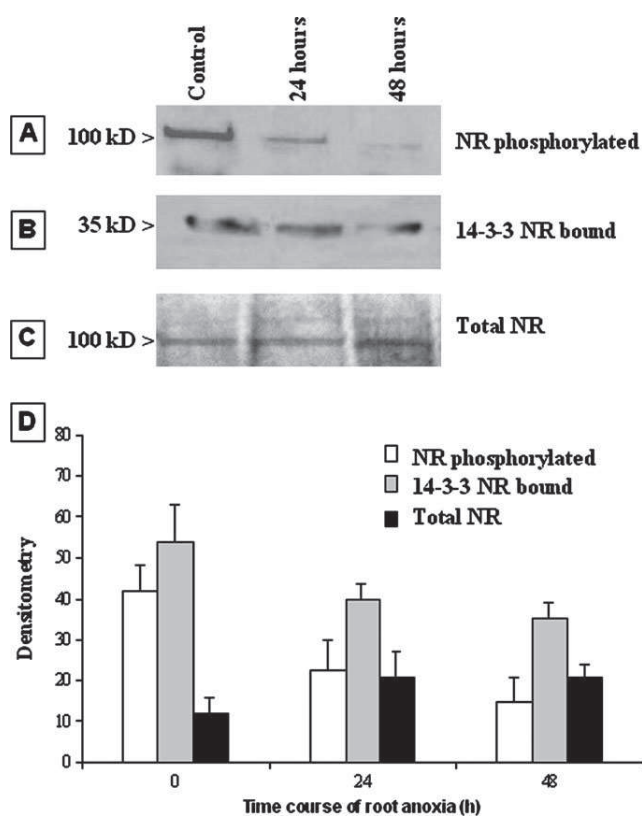 Control
24 hours
48 hours
A
100 kD >
NR phosphorylated
B
35 kD >
14-3-3 NR bound
C
100 kD >
Total NR
D
80
70
60
50
40
30
20
10
0
Densitometry
NR phosphorylated
14-3-3 NR bound
Total NR
0
24
48
Time course of root anoxia (h)